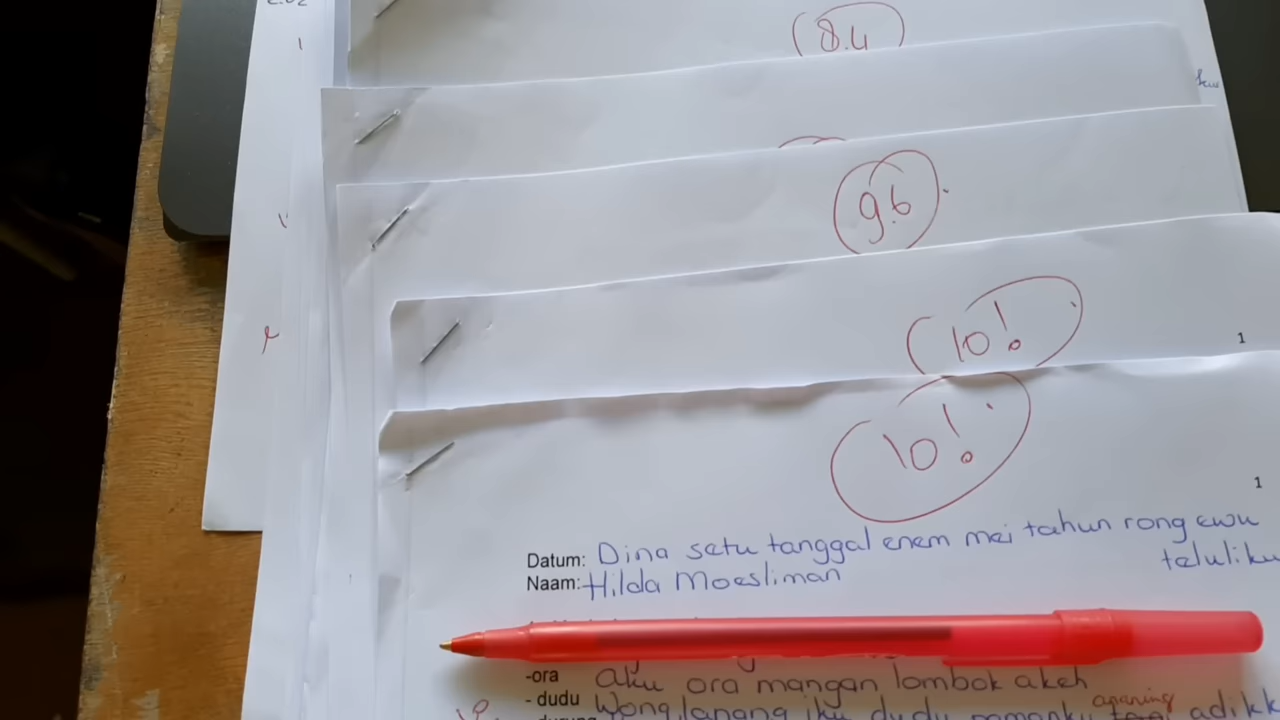 8.4
9.6
10!
1
10!
1
Datum: Dina setu tanggal enem mei tahun rong ewu
teluliku
Naam: Hilda Moesliman
-ora aku ora mangan lombok akeh
- dudu Wong lanang iku dudu